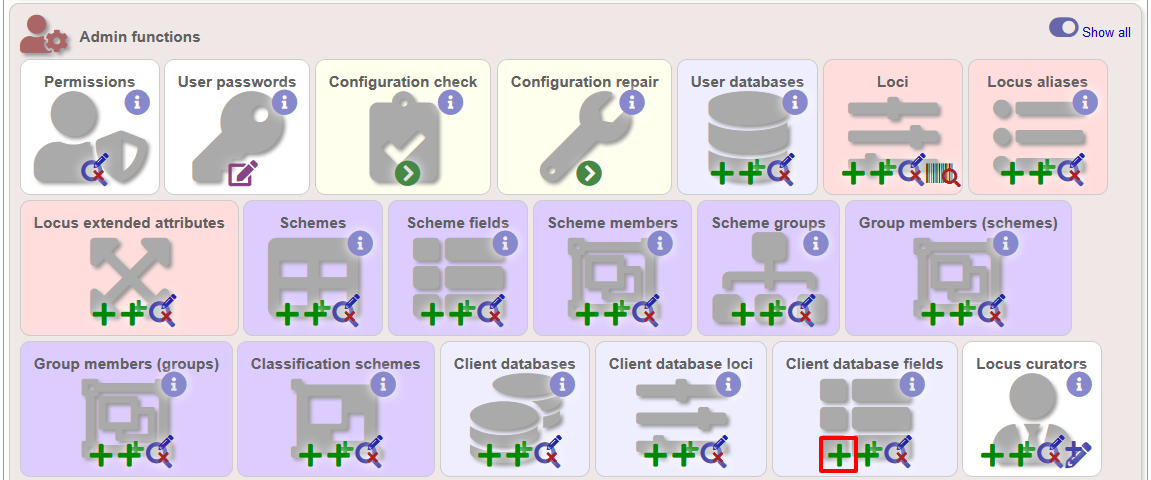 Admin functions
Show all
Permissions
User passwords
Configuration check
Configuration repair
User databases
Loci
Locus aliases
Locus extended attributes
Schemes
Scheme fields
Scheme members
Scheme groups
Group members (schemes)
Group members (groups)
Classification schemes
Client databases
Client database loci
Client database fields
Locus curators